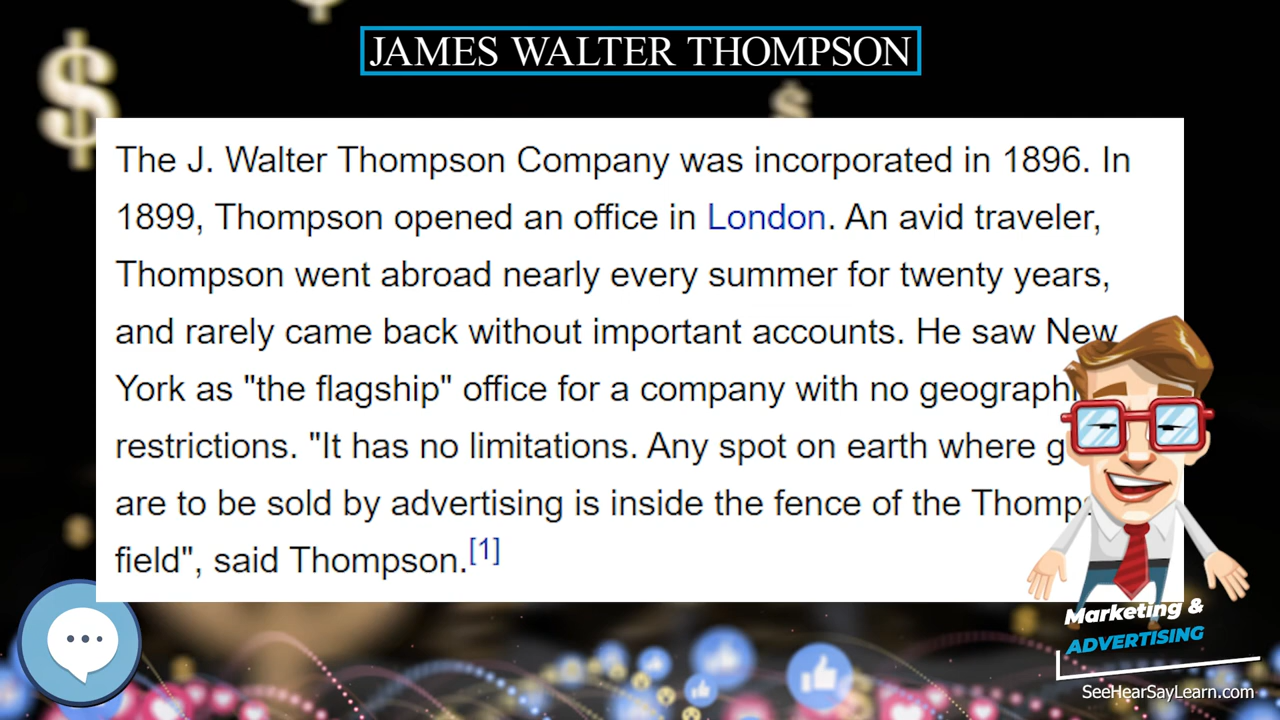 JAMES WALTER THOMPSON
The J. Walter Thompson Company was incorporated in 1896. In
1899, Thompson opened an office in London. An avid traveler,
Thompson went abroad nearly every summer for twenty years,
and rarely came back without important accounts. He saw New
York as "the flagship" office for a company with no
restrictions. "It has no limitations. Any spot on earth where
are to be sold by advertising is inside the fence of the
field", said Thompson.[1]
Marketing &
ADVERTISING
SeeHearSayLearn.com